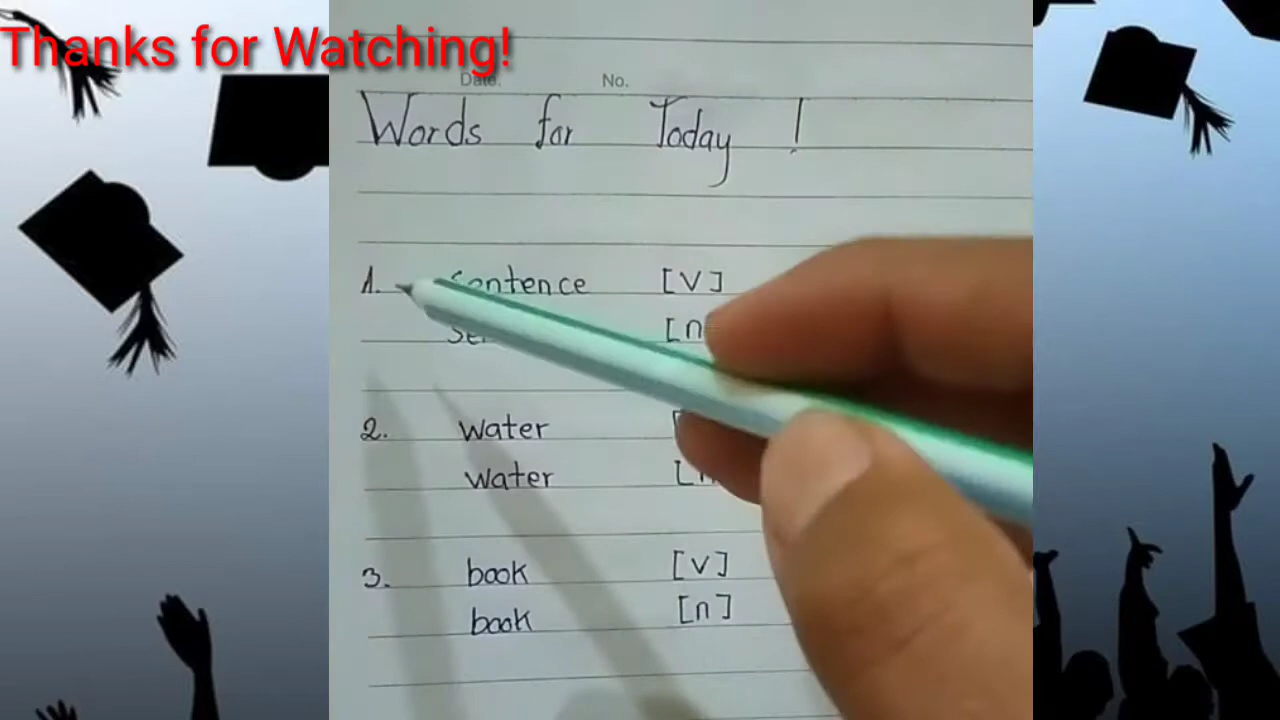 Thanks for Watching!
Date. No.
Words for Today !
1. sentence [v]
[n
2. water
water
3. book [v]
book [n]